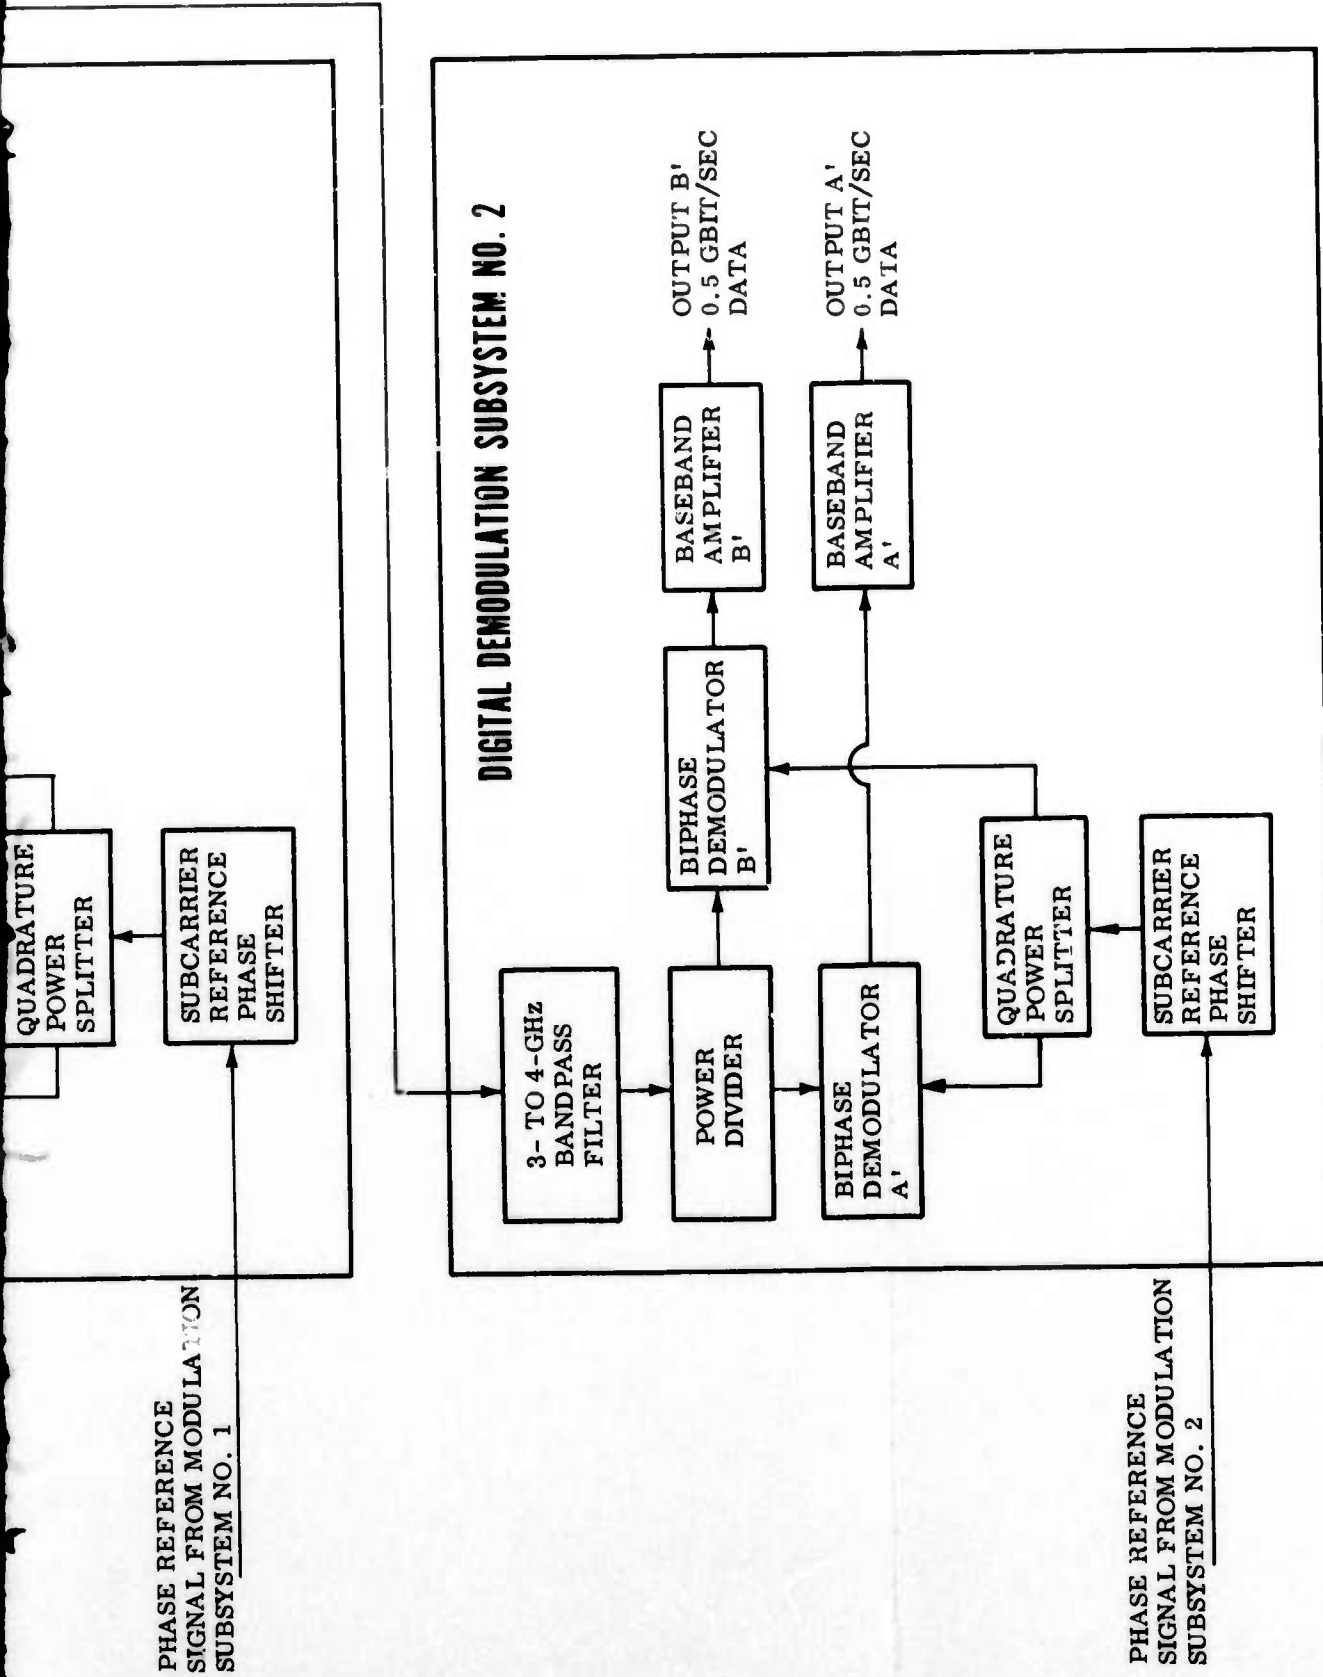 QUADRATURE
POWER
SPLITTER
SUBCARRIER
REFERENCE
PHASE
SHIFTER
PHASE REFERENCE
SIGNAL FROM MODULATION
SUBSYSTEM NO. 1
DIGITAL DEMODULATION SUBSYSTEM NO. 2
3- TO 4-GHz
BANDPASS
FILTER
POWER
DIVIDER
BIPHASE
DEMODULATOR
B'
BASEBAND
AMPLIFIER
B'
OUTPUT B'
0.5 GBIT/SEC
DATA
BIPHASE
DEMODULATOR
A'
BASEBAND
AMPLIFIER
A'
OUTPUT A'
0.5 GBIT/SEC
DATA
QUADRATURE
POWER
SPLITTER
SUBCARRIER
REFERENCE
PHASE
SHIFTER
PHASE REFERENCE
SIGNAL FROM MODULATION
SUBSYSTEM NO. 2